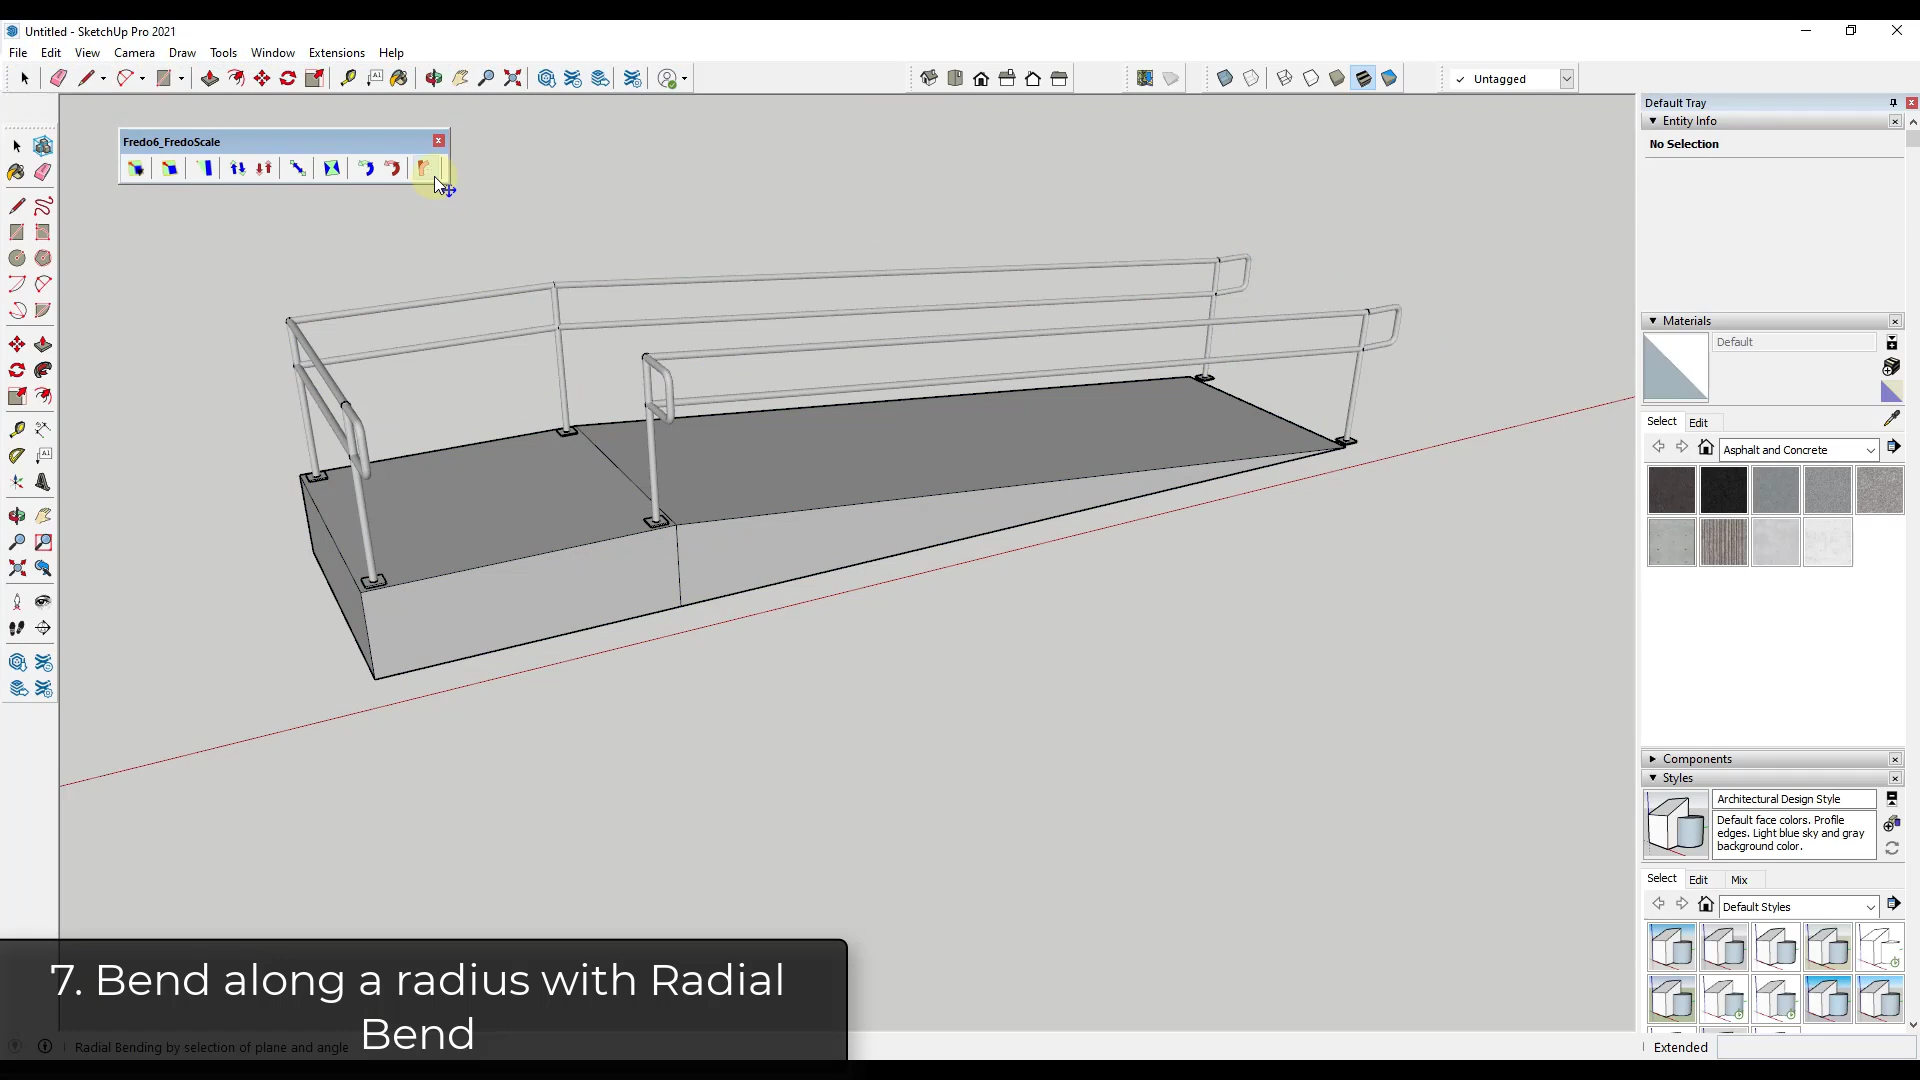 Untitled - SketchUp Pro 2021
File Edit View Camera Draw Tools Window Extensions Help
Untagged
Default Tray
Entity Info
No Selection
Fredo6_FredoScale
Materials
Default
Select Edit
Asphalt and Concrete
Components
Styles
Architectural Design Style
Default face colors. Profile
edges. Light blue sky and gray
background color.
Select Edit Mix
Default Styles
7. Bend along a radius with Radial
Bend
Radial Bending by selection of plane and angle
Extended